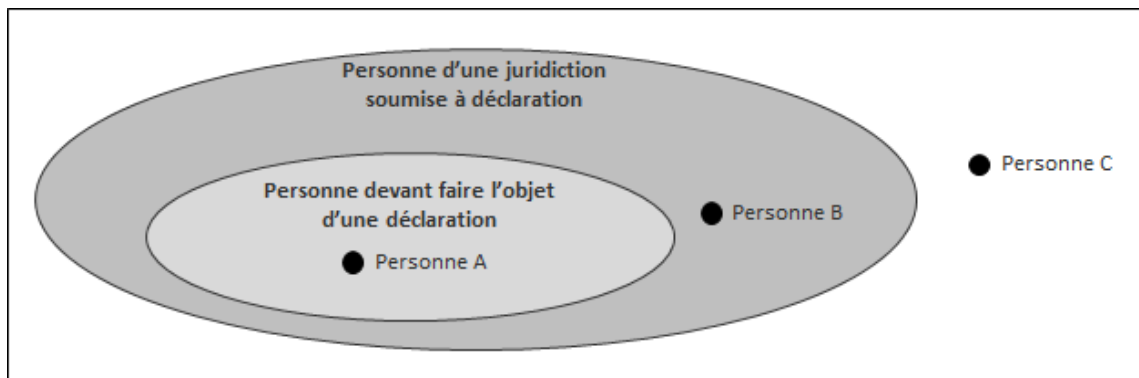 Personne d’une juridiction
soumise à déclaration
Personne C
Personne devant faire l’objet
d’une déclaration
Personne B
Personne A